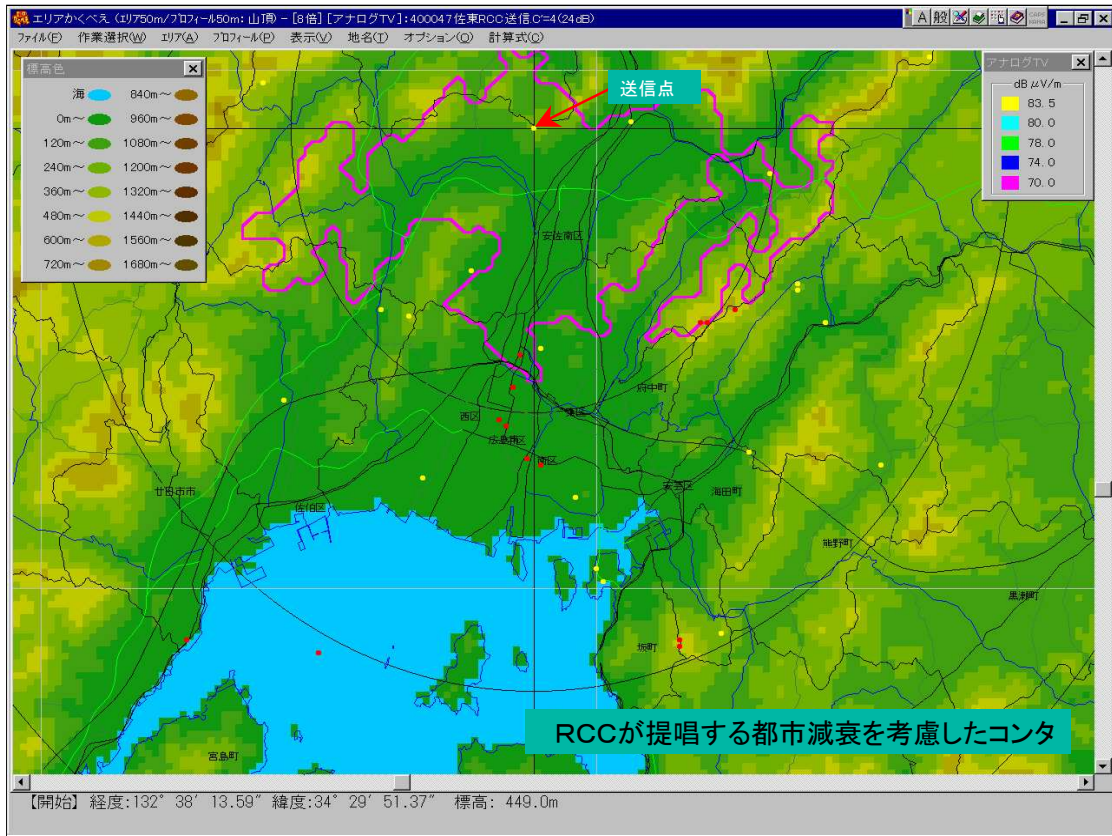 エリアかくべえ (エリア50m/プロフィール50m: 山頂) - [8倍] [アナログTV]: 400047佐東RCC送信 C'=4(24dB)
A 般 CAPS KANA
ファイル(F) 作業選択(W) エリア(A) プロフィール(P) 表示(V) 地名(T) オプション(O) 計算式(C)
標高色
海 840m~
0m~ 960m~
120m~ 1080m~
240m~ 1200m~
360m~ 1320m~
480m~ 1440m~
600m~ 1560m~
720m~ 1680m~
送信点
アナログTV
dBμV/m
83.5
80.0
78.0
74.0
70.0
安佐南区
府中町
西区
東区
南区
安芸区
海田町
廿日市市
佐伯区
熊野町
黒瀬町
坂町
宮島町
RCCが提唱する都市減衰を考慮したコンタ
【開始】 経度:132° 38′ 13.59″ 緯度:34° 29′ 51.37″ 標高: 449.0m